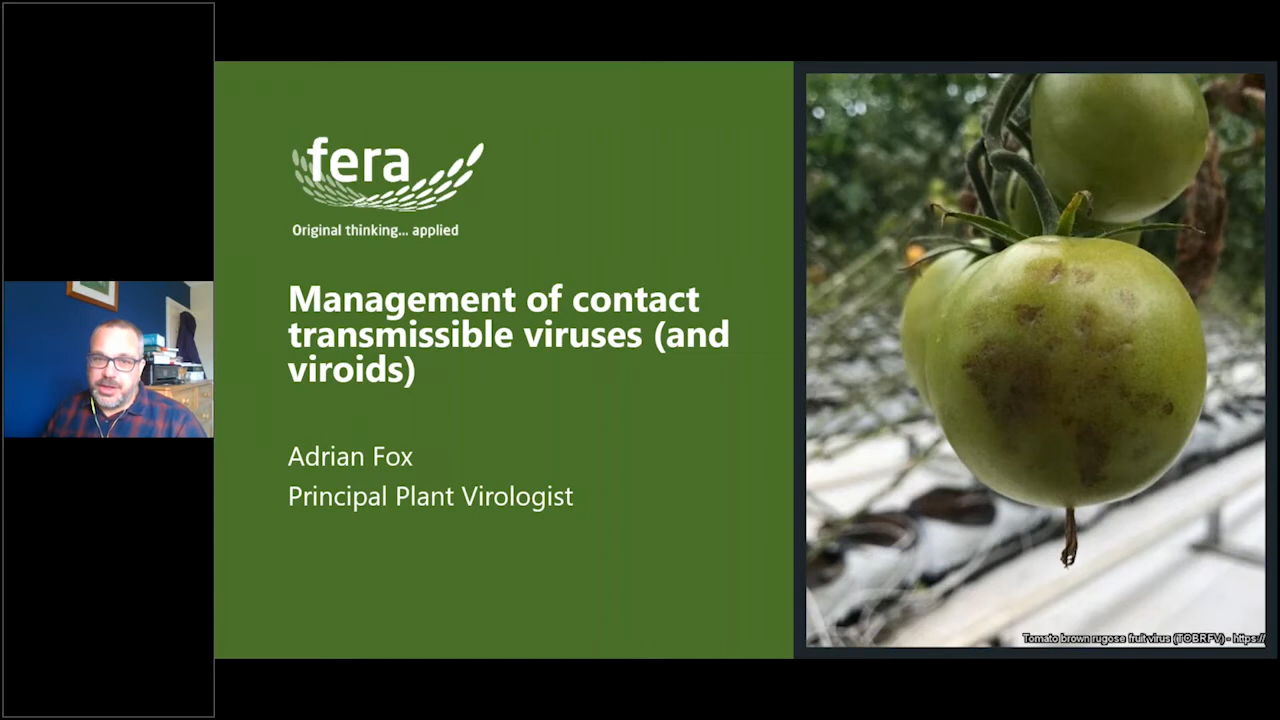 fera
Original thinking... applied
Management of contact
transmissible viruses (and
viroids)
Adrian Fox
Principal Plant Virologist
Tomato brown rugose fruit virus (TOBRFV) - https://